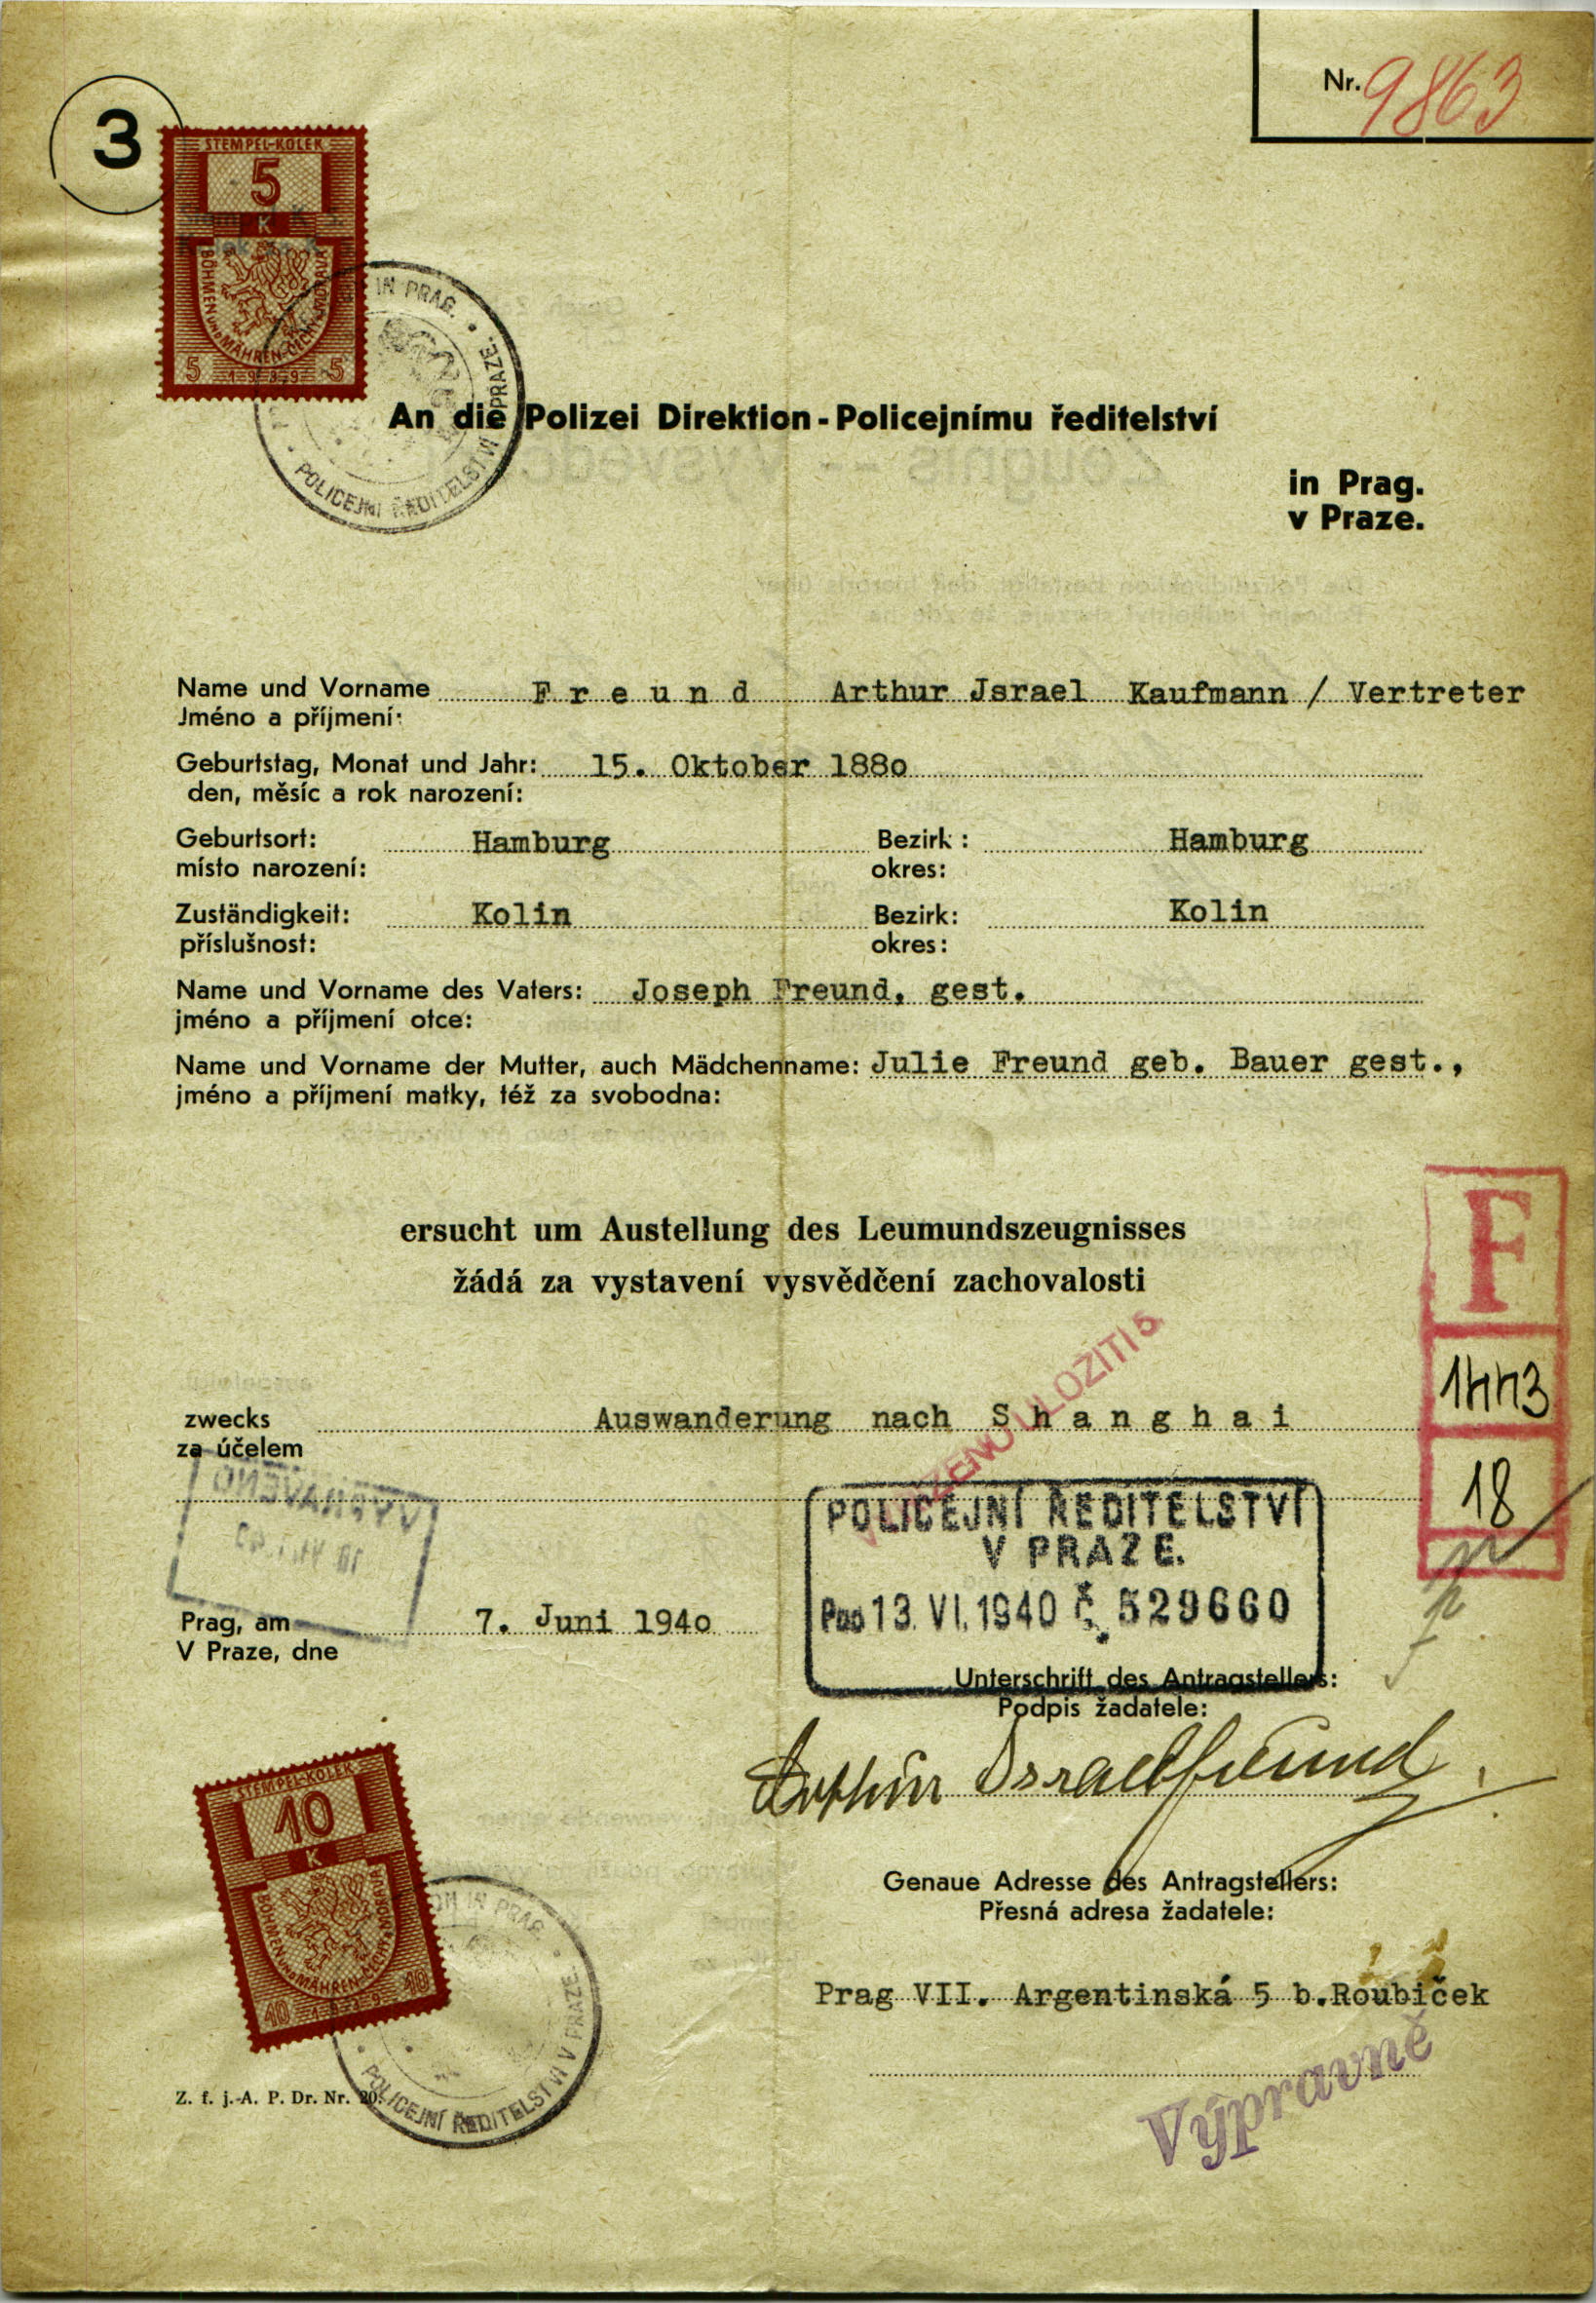 Nr. 9863
3
STEMPEL-KOLEK
5
K
BÖHMEN UND MÄHREN-ČECHY A MORAVA
5 1939 5
IN PRAG.
POLICEJNÍ ŘEDITELSTVÍ V PRAZE.
An die Polizei Direktion - Policejnímu ředitelství
in Prag.
v Praze.
Name und Vorname F r e u n d Arthur Jsrael Kaufmann / Vertreter
Jméno a příjmení:
Geburtstag, Monat und Jahr: 15. Oktober 188o
den, měsíc a rok narození:
Geburtsort: Hamburg Bezirk: Hamburg
místo narození: okres:
Zuständigkeit: Kolin Bezirk: Kolin
příslušnost: okres:
Name und Vorname des Vaters: Joseph Freund, gest.
jméno a příjmení otce:
Name und Vorname der Mutter, auch Mädchenname: Julie Freund geb. Bauer gest.,
jméno a příjmení matky, též za svobodna:
ersucht um Austellung des Leumundszeugnisses
žádá za vystavení vysvědčení zachovalosti
F
1443
18
ULOŽITI 5
zwecks Auswanderung nach S h a n g h a i
za účelem
POLICEJNÍ ŘEDITELSTVÍ
V PRAZE.
13. VI. 1940 č. 529660
Prag, am 7. Juni 194o
V Praze, dne
Unterschrift des Antragstellers:
Podpis žadatele:
Arthur Israel Freund
STEMPEL-KOLEK
10
K
BÖHMEN UND MÄHREN-ČECHY A MORAVA
10 1939 10
IN PRAG.
POLICEJNÍ ŘEDITELSTVÍ V PRAZE.
Genaue Adresse des Antragstellers:
Přesná adresa žadatele:
Prag VII. Argentinská 5 b.Roubíček
Výpravně
Z. f. j.-A. P. Dr. Nr. 20.